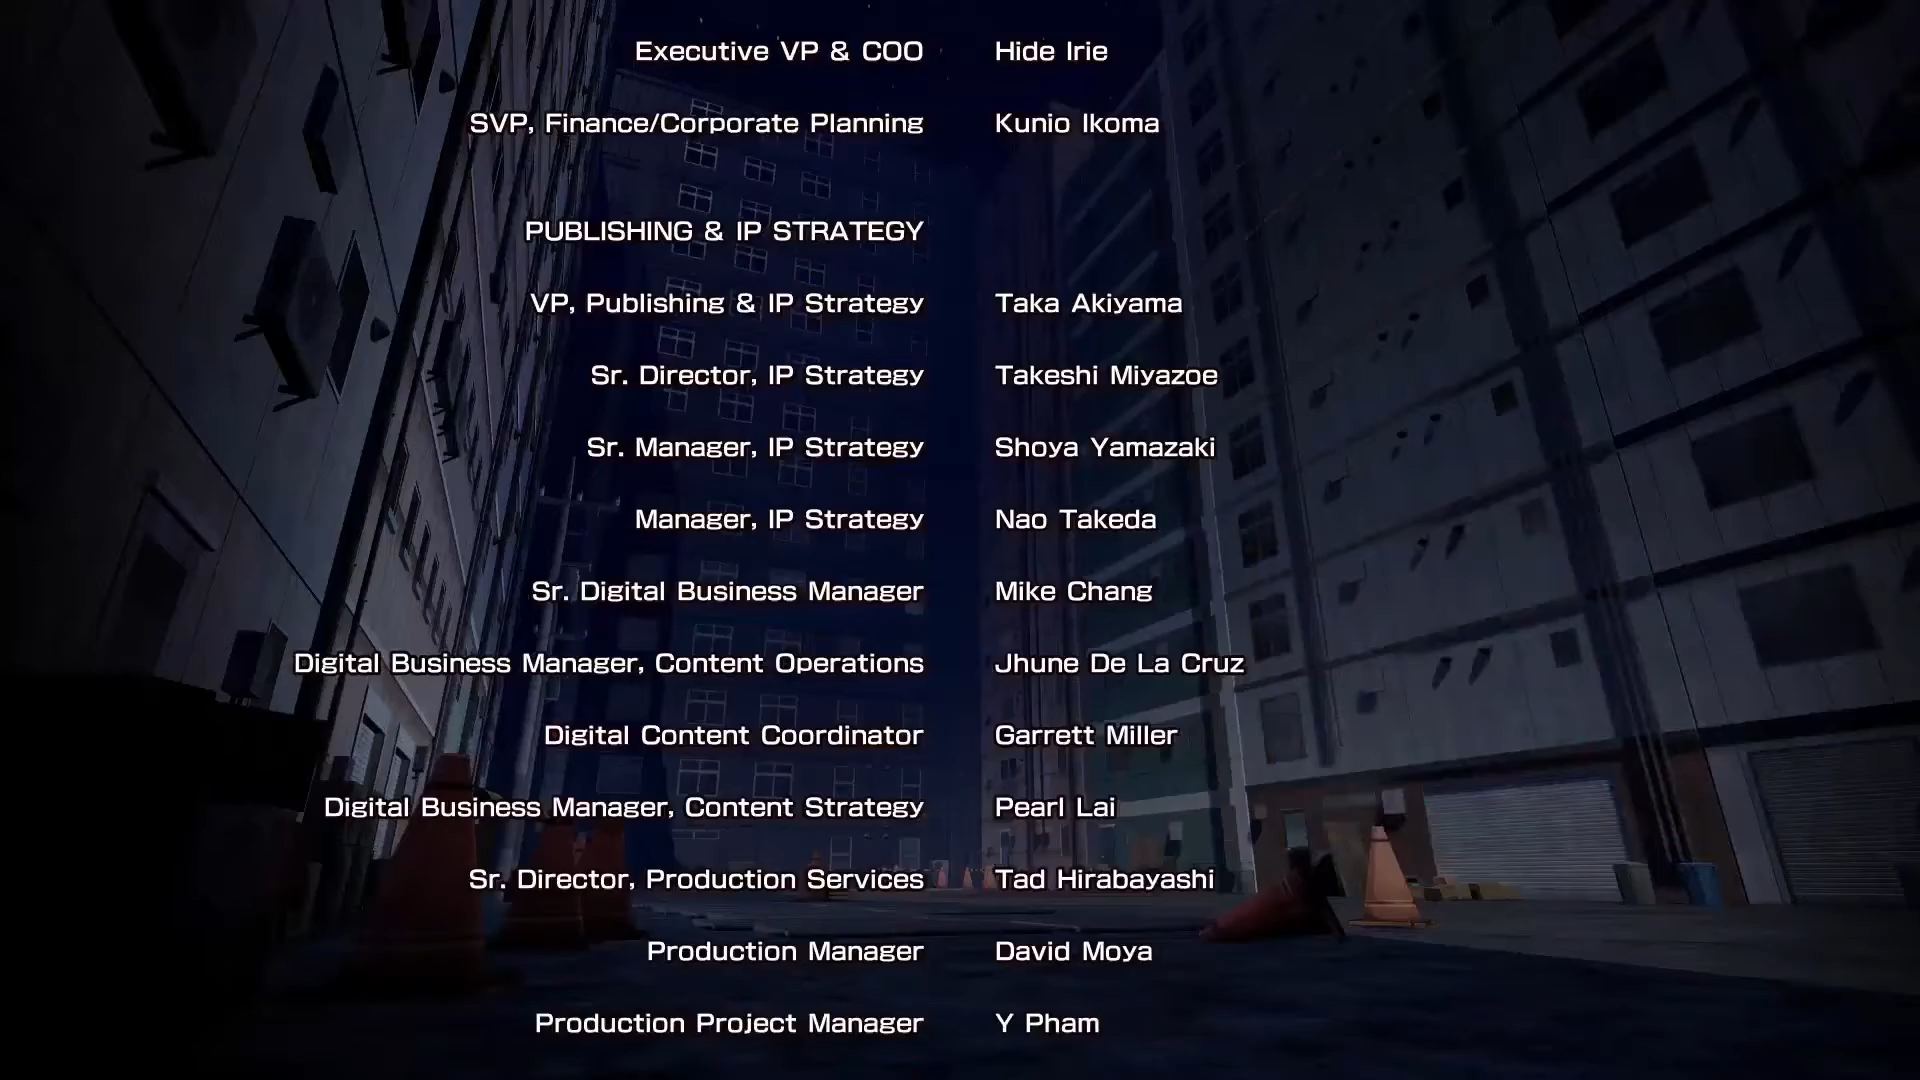 Executive VP & COO Hide Irie
SVP, Finance/Corporate Planning Kunio Ikoma
PUBLISHING & IP STRATEGY
VP, Publishing & IP Strategy Taka Akiyama
Sr. Director, IP Strategy Takeshi Miyazoe
Sr. Manager, IP Strategy Shoya Yamazaki
Manager, IP Strategy Nao Takeda
Sr. Digital Business Manager Mike Chang
Digital Business Manager, Content Operations Jhune De La Cruz
Digital Content Coordinator Garrett Miller
Digital Business Manager, Content Strategy Pearl Lai
Sr. Director, Production Services Tad Hirabayashi
Production Manager David Moya
Production Project Manager Y Pham